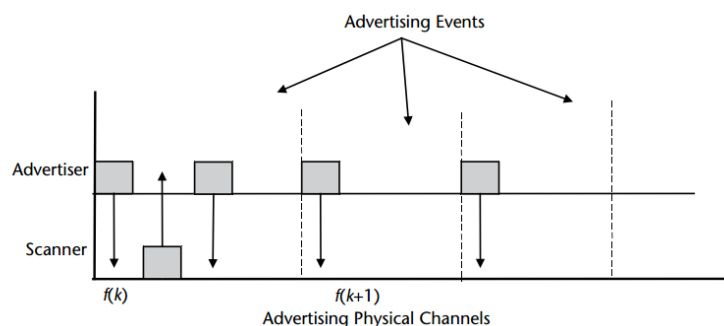 Advertising Events
Advertiser
Scanner
f(k)
f(k+1)
Advertising Physical Channels